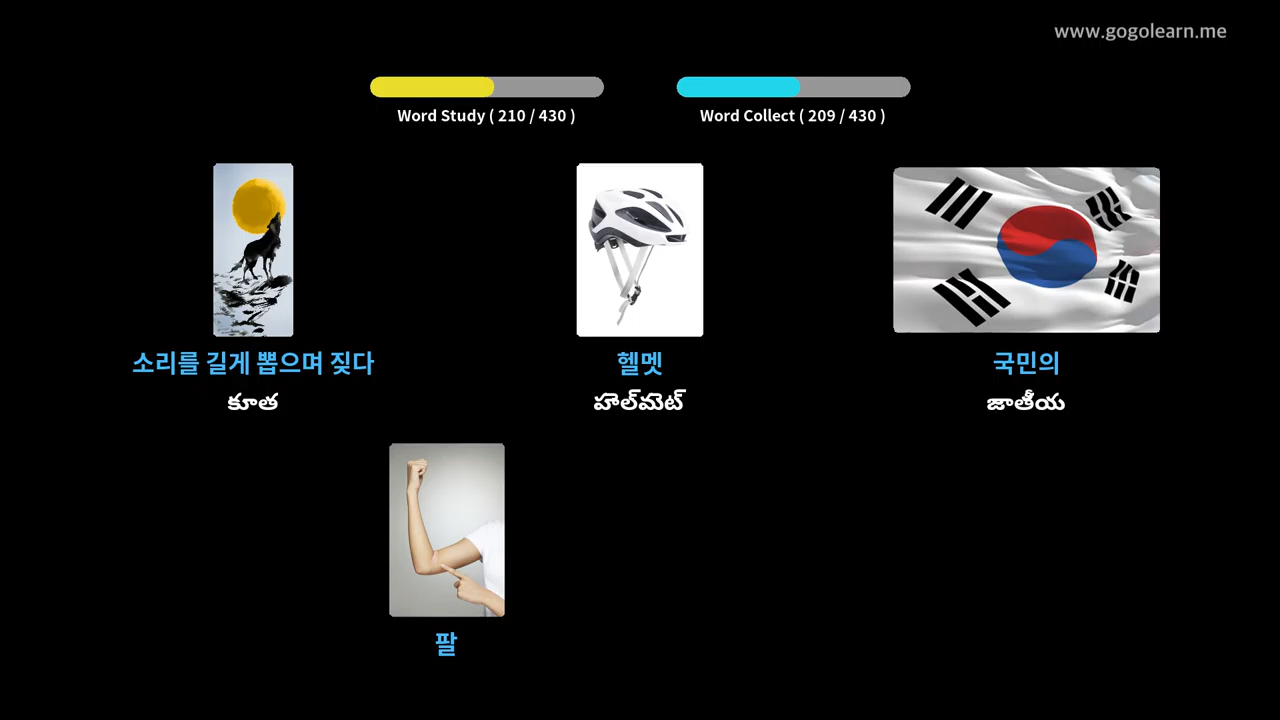 www.gogolearn.me
Word Study ( 210 / 430 )
Word Collect ( 209 / 430 )
소리를 길게 뽑으며 짖다
헬멧
국민의
కూత
హెల్మెట్
జాతీయ
팔